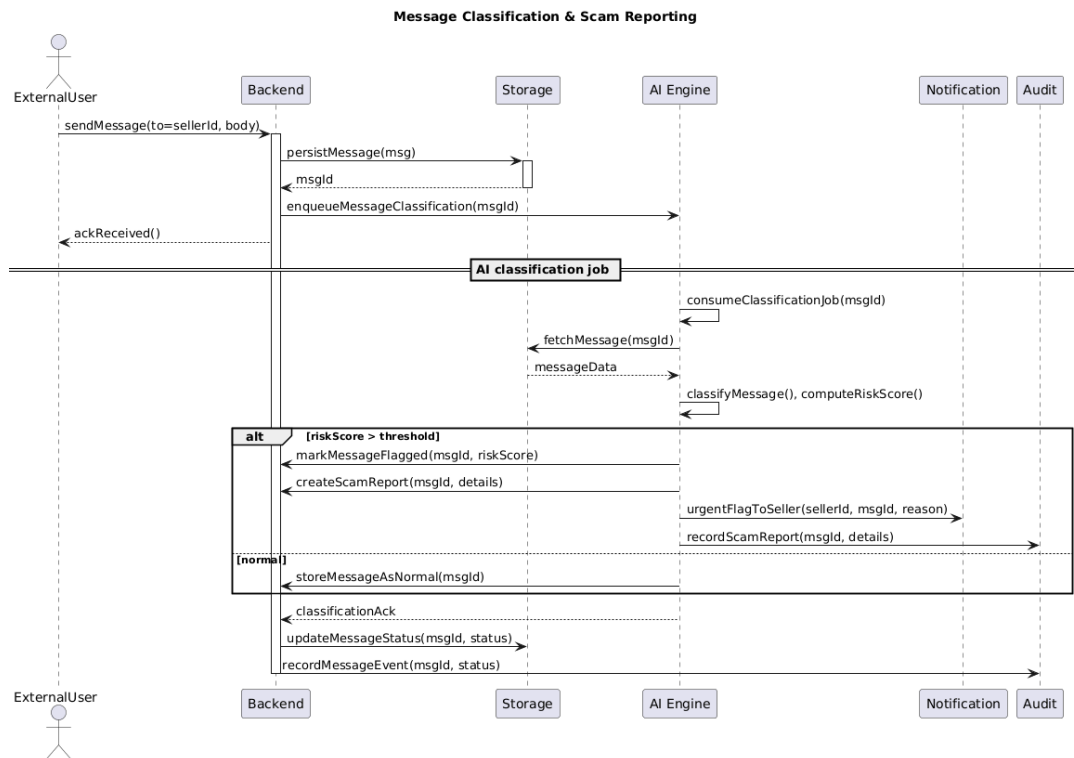 Message Classification & Scam Reporting
ExternalUser
Backend
Storage
AI Engine
Notification
Audit
sendMessage(to=sellerId, body)
persistMessage(msg)
msgId
enqueueMessageClassification(msgId)
ackReceived()
AI classification job
consumeClassificationJob(msgId)
fetchMessage(msgId)
messageData
classifyMessage(), computeRiskScore()
alt
[riskScore > threshold]
markMessageFlagged(msgId, riskScore)
createScamReport(msgId, details)
urgentFlagToSeller(sellerId, msgId, reason)
recordScamReport(msgId, details)
[normal]
storeMessageAsNormal(msgId)
classificationAck
updateMessageStatus(msgId, status)
recordMessageEvent(msgId, status)
ExternalUser
Backend
Storage
AI Engine
Notification
Audit